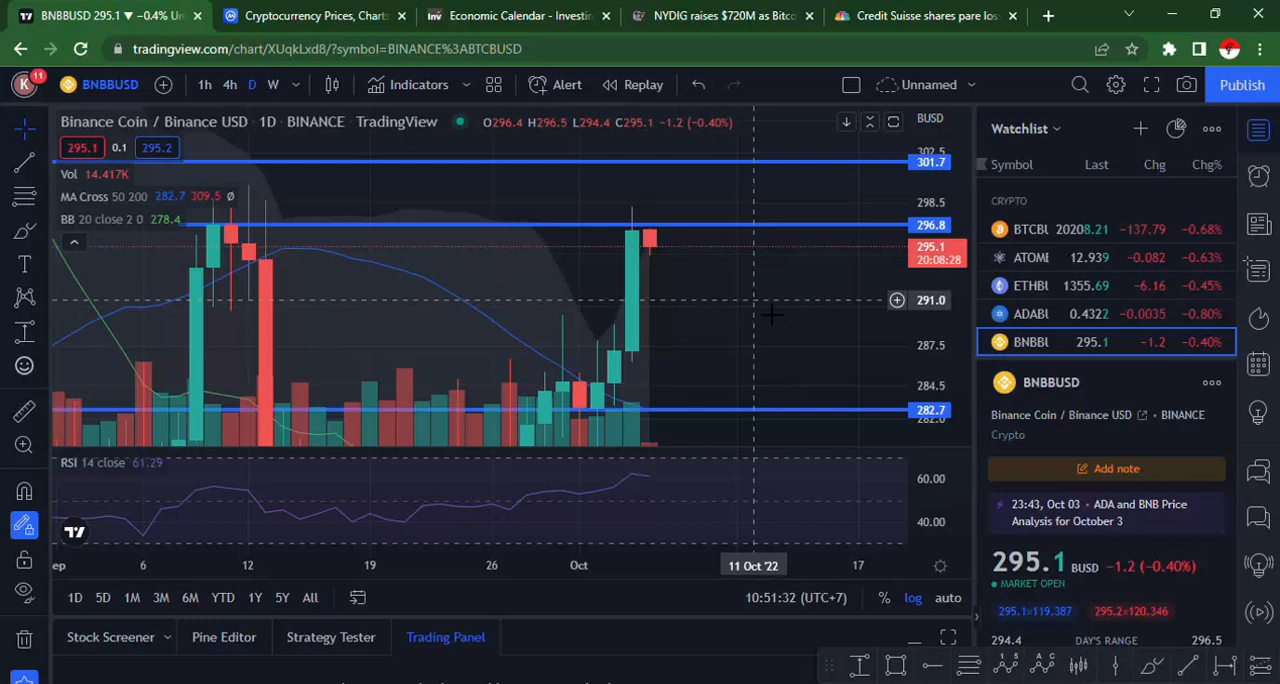 BNBBUSD 295.1 ▼ −0.4% Un
Cryptocurrency Prices, Charts
Economic Calendar - Investin
NYDIG raises $720M as Bitco
Credit Suisse shares pare los
tradingview.com/chart/XUqkLxd8/?symbol=BINANCE%3ABTCBUSD
K 11 BNBBUSD 1h 4h D W Indicators Alert Replay Unnamed Publish
Binance Coin / Binance USD · 1D · BINANCE · TradingView O296.4 H296.5 L294.4 C295.1 −1.2 (−0.40%) BUSD
295.1 0.1 295.2
Vol 14.417K
MA Cross 50 200 282.7 309.5 Ø
BB 20 close 2 0 278.4
302.5
301.7
298.5
296.8
295.1
20:08:28
291.0
287.5
284.5
282.7
282.0
RSI 14 close 61.29
60.00
40.00
ep 6 12 19 26 Oct 11 Oct '22 17
1D 5D 1M 3M 6M YTD 1Y 5Y All 10:51:32 (UTC+7) % log auto
Stock Screener Pine Editor Strategy Tester Trading Panel
Watchlist
Symbol Last Chg Chg%
CRYPTO
BTCBU 20208.21 −137.79 −0.68%
ATOMI 12.939 −0.082 −0.63%
ETHBU 1355.69 −6.16 −0.45%
ADABU 0.4322 −0.0035 −0.80%
BNBBU 295.1 −1.2 −0.40%
BNBBUSD
Binance Coin / Binance USD · BINANCE
Crypto
Add note
23:43, Oct 03 · ADA and BNB Price
Analysis for October 3
295.1 BUSD −1.2 (−0.40%)
MARKET OPEN
295.1×119.387 295.2×120.346
294.4 DAY'S RANGE 296.5